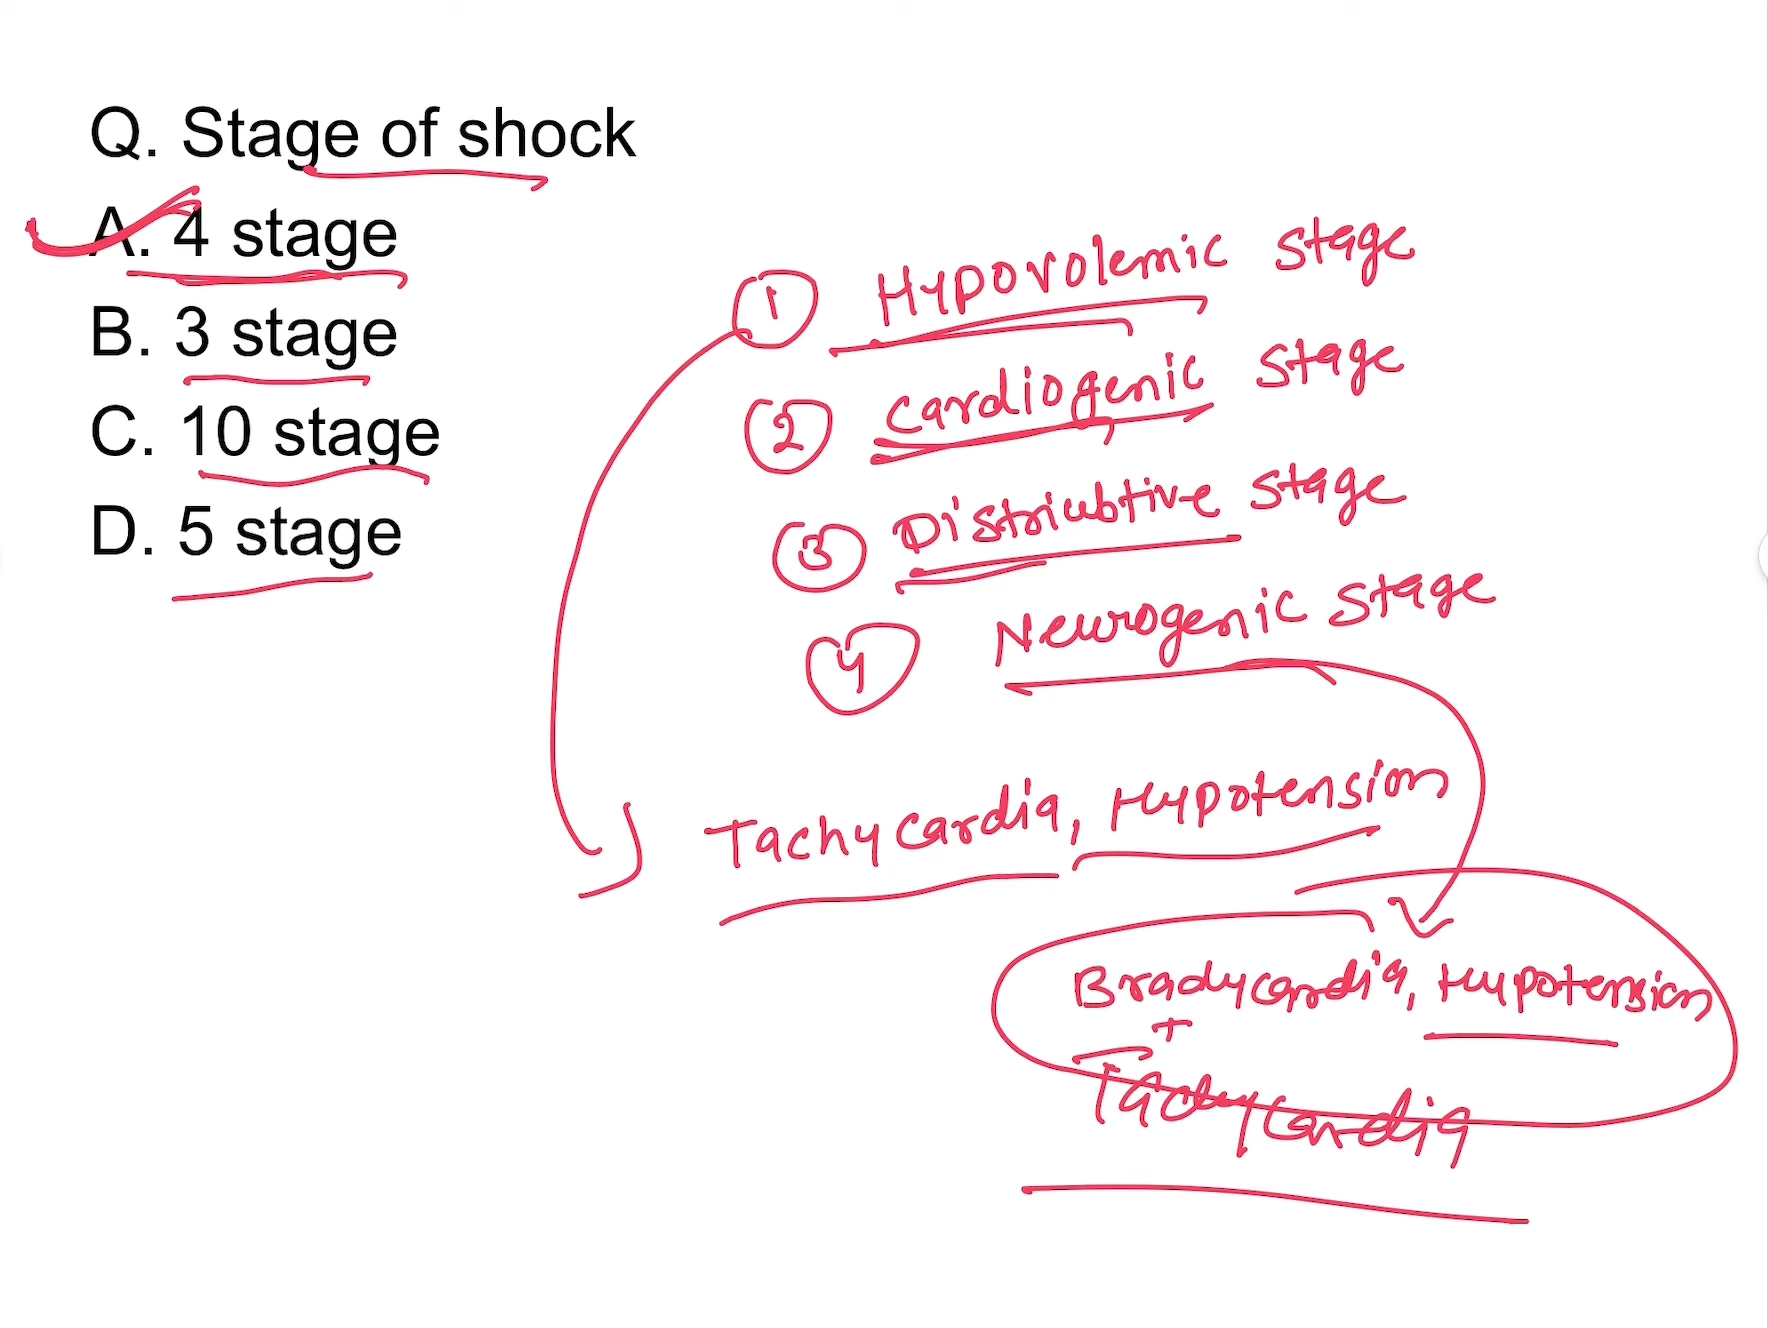 Q. Stage of shock
A. 4 stage
B. 3 stage
C. 10 stage
D. 5 stage
1 Hypovolemic stage
2 Cardiogenic stage
3 Distriubtive stage
4 Neurogenic stage
Tachycardia, Hypotension
Bradycardia, Hypotension
+
Tachycardia